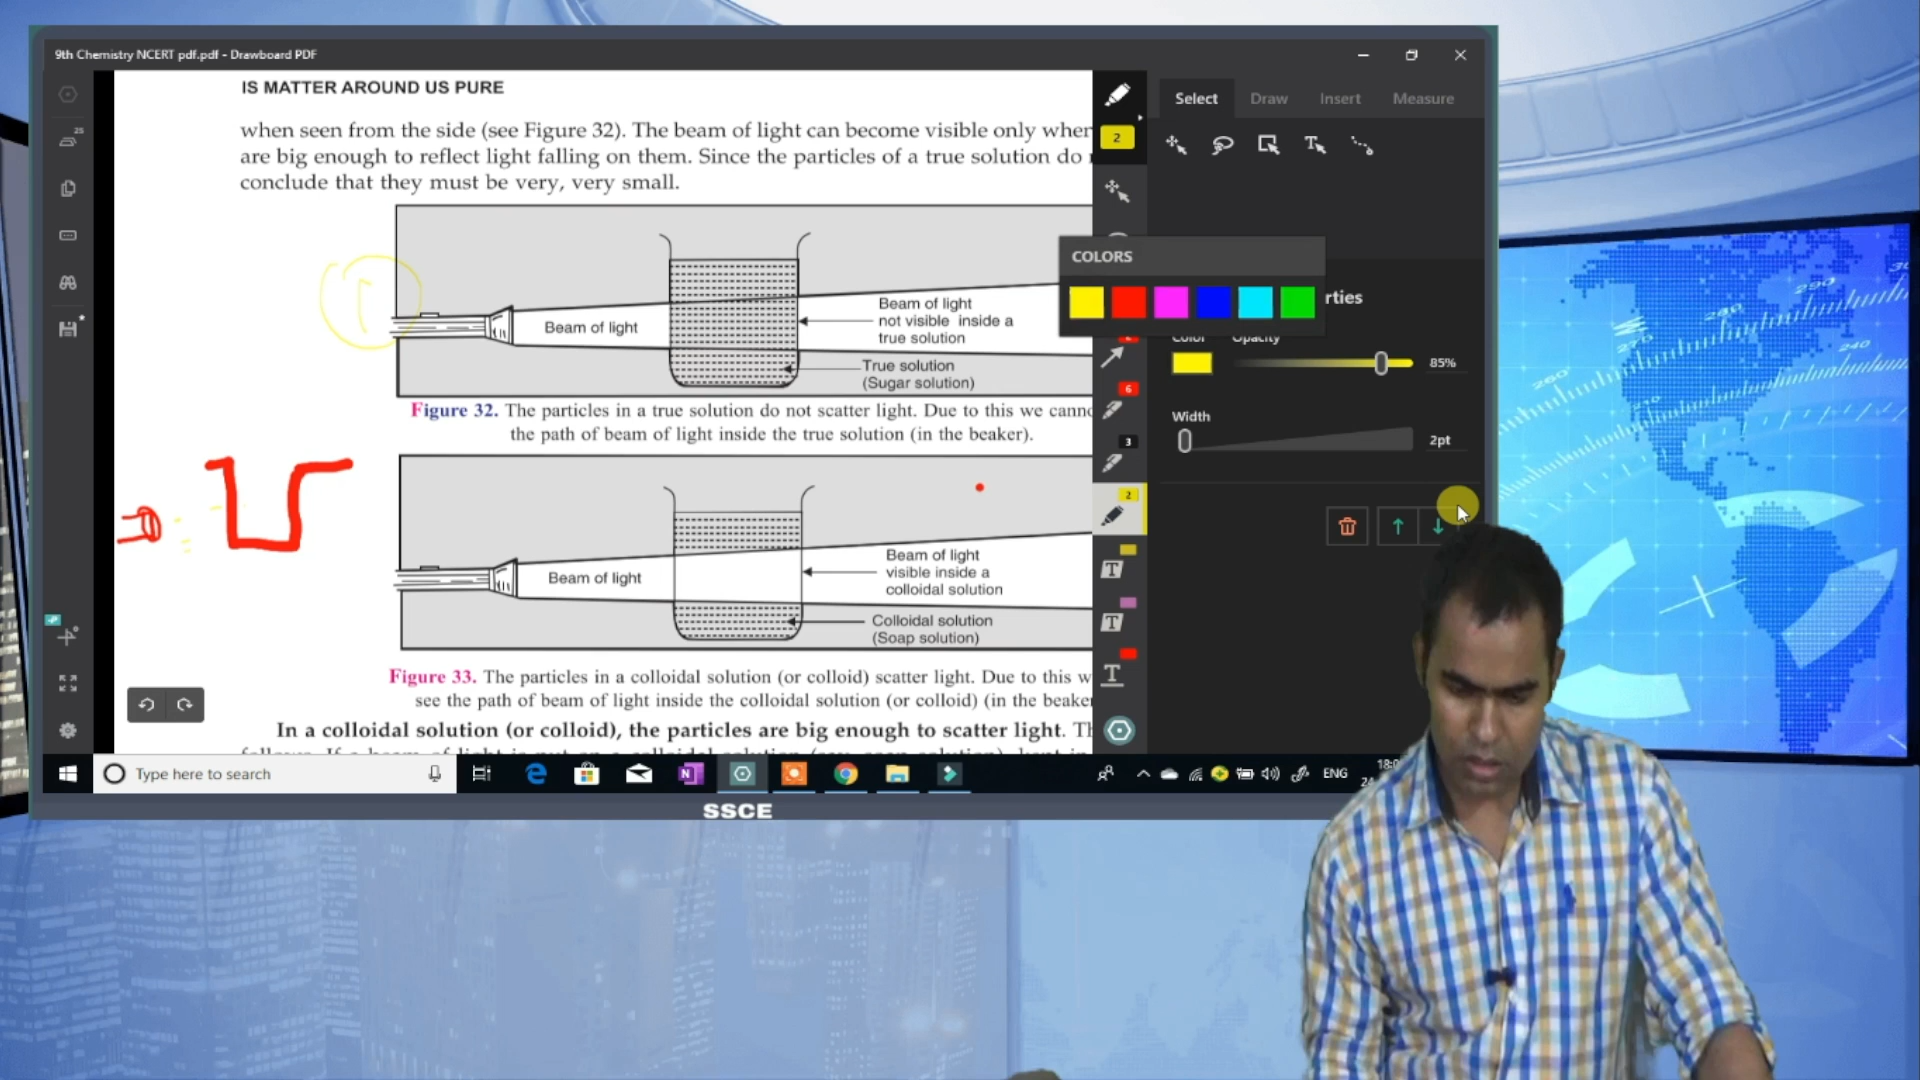 9th Chemistry NCERT pdf.pdf - Drawboard PDF
IS MATTER AROUND US PURE
when seen from the side (see Figure 32). The beam of light can become visible only when
are big enough to reflect light falling on them. Since the particles of a true solution do
conclude that they must be very, very small.
Beam of light
Beam of light
not visible inside a
true solution
True solution
(Sugar solution)
Figure 32. The particles in a true solution do not scatter light. Due to this we
the path of beam of light inside the true solution (in the beaker).
Beam of light
Beam of light
visible inside a
colloidal solution
Colloidal solution
(Soap solution)
Figure 33. The particles in a colloidal solution (or colloid) scatter light. Due to this
see the path of beam of light inside the colloidal solution (or colloid) (in the
In a colloidal solution (or colloid), the particles are big enough to scatter light.
25
2
6
3
2
Select
Draw
Insert
Measure
COLORS
rties
Color
Opacity
85%
Width
2pt
Type here to search
ENG
SSCE